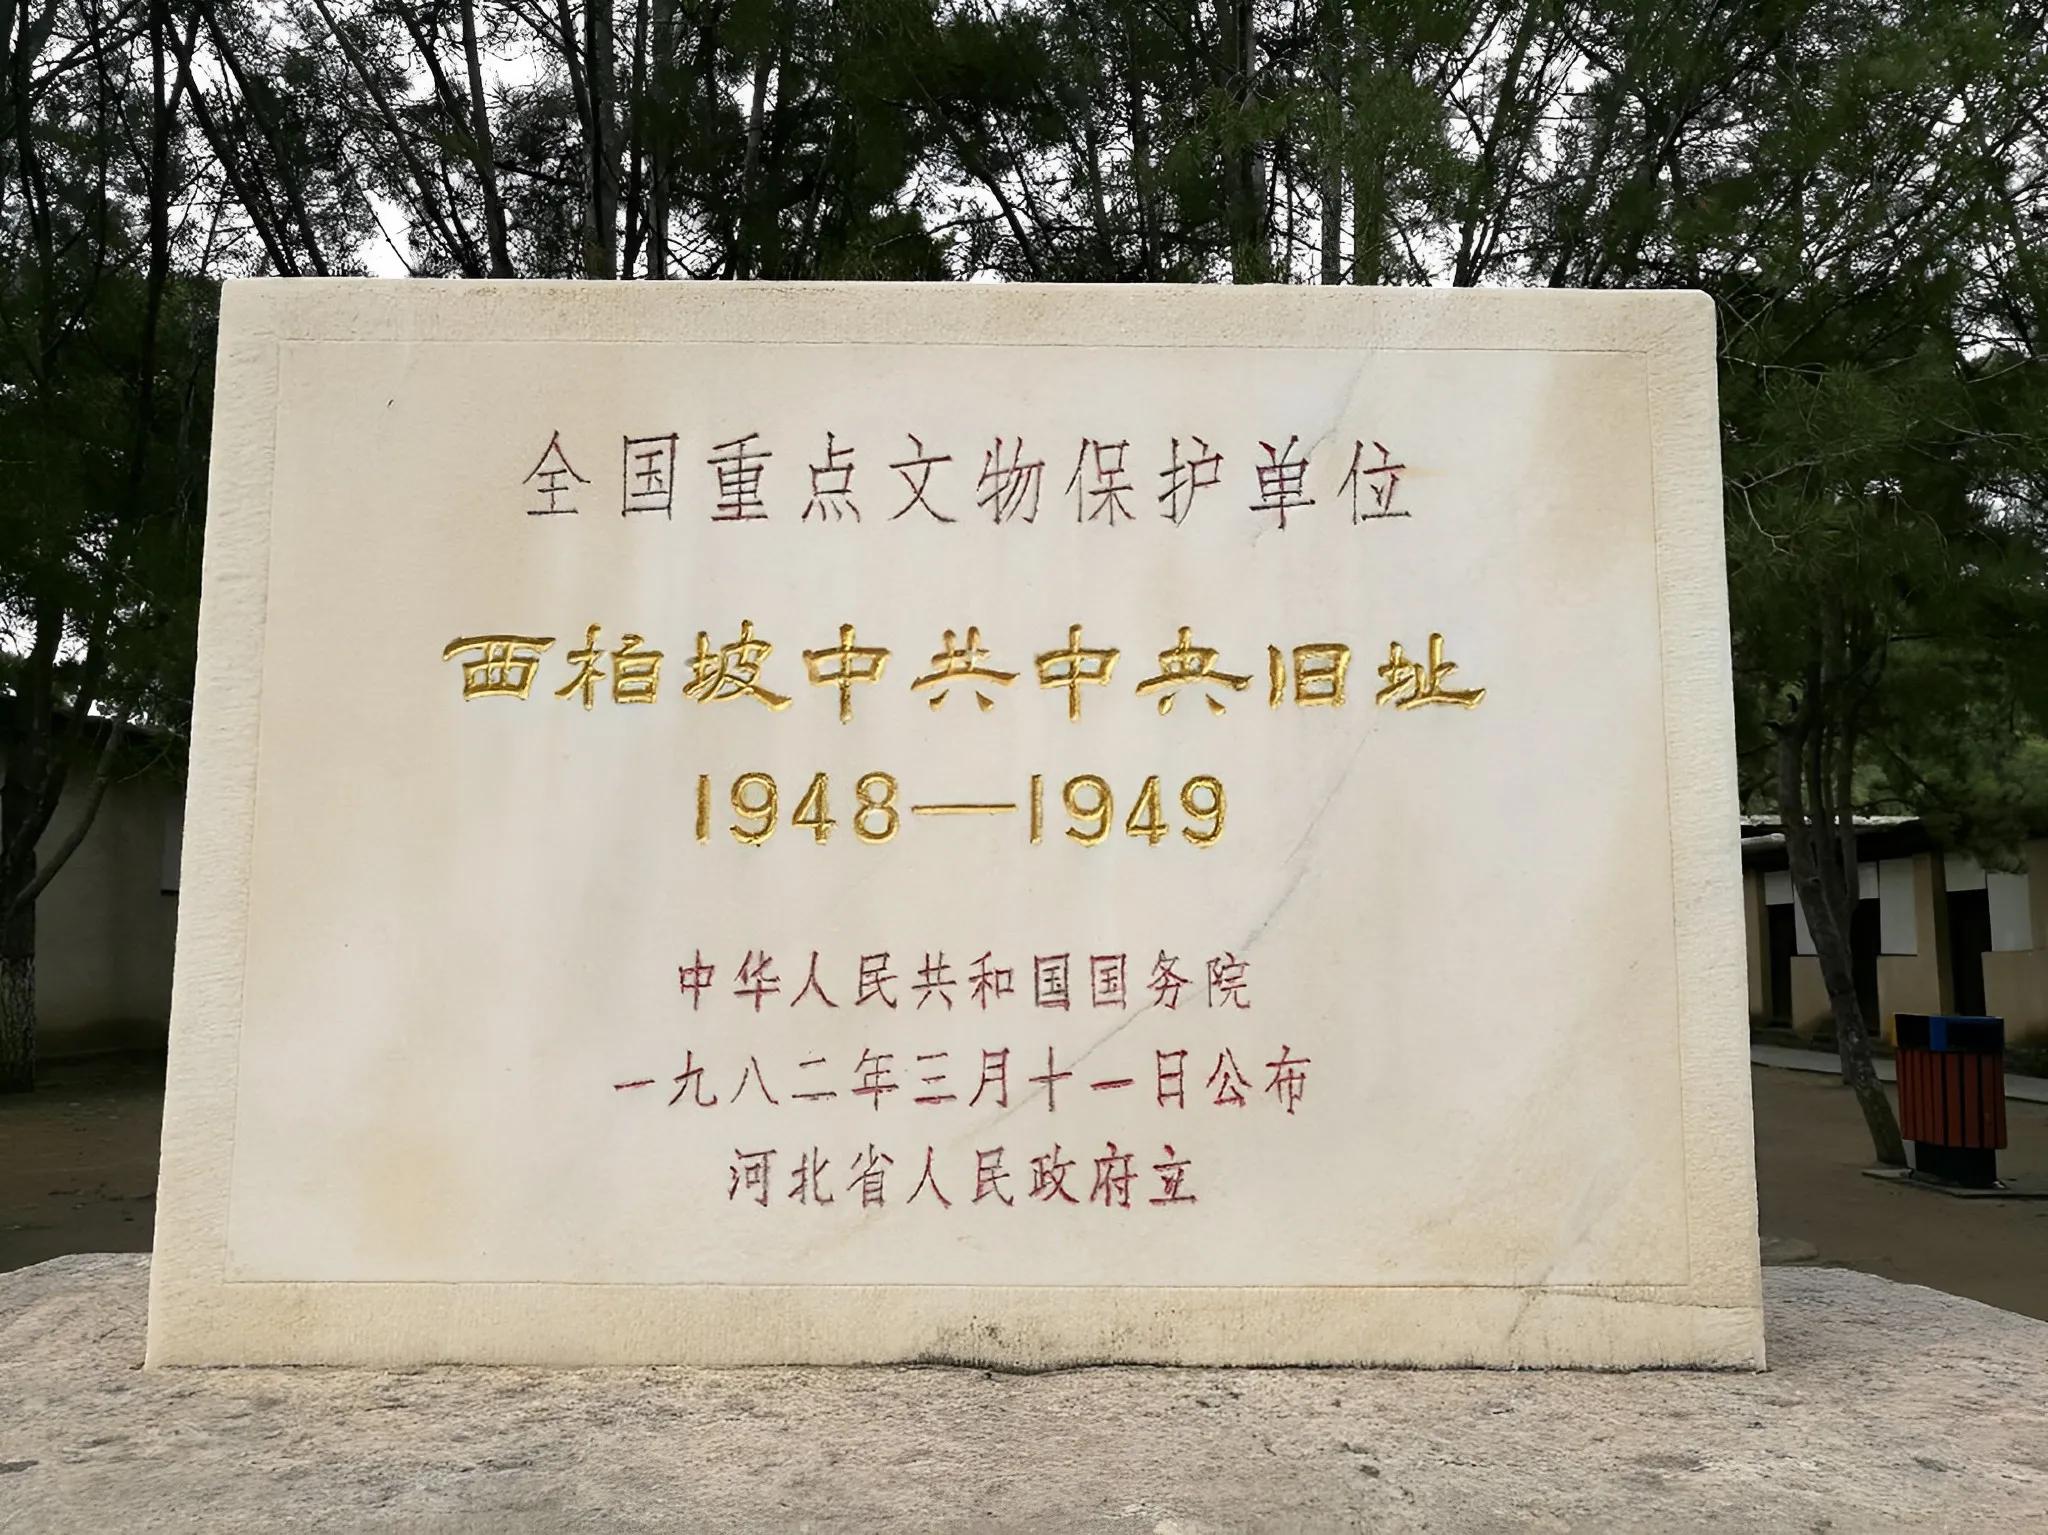 全国重点文物保护单位
西柏坡中共中央旧址
1948—1949
中华人民共和国国务院
一九八二年三月十一日公布
河北省人民政府立